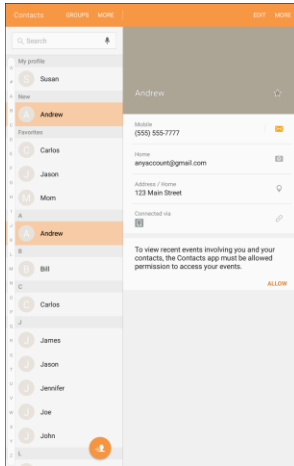 Contacts GROUPS MORE EDIT MORE
Search
My profile
S Susan
New
A Andrew
Favorites
C Carlos
J Jason
M Mom
A
A Andrew
B
B Bill
C
C Carlos
J
J James
J Jason
J Jennifer
J Joe
J John
L
Andrew
Mobile
(555) 555-7777
Home
anyaccount@gmail.com
Address / Home
123 Main Street
Connected via
To view recent events involving you and your
contacts, the Contacts app must be allowed
permission to access your events.
ALLOW